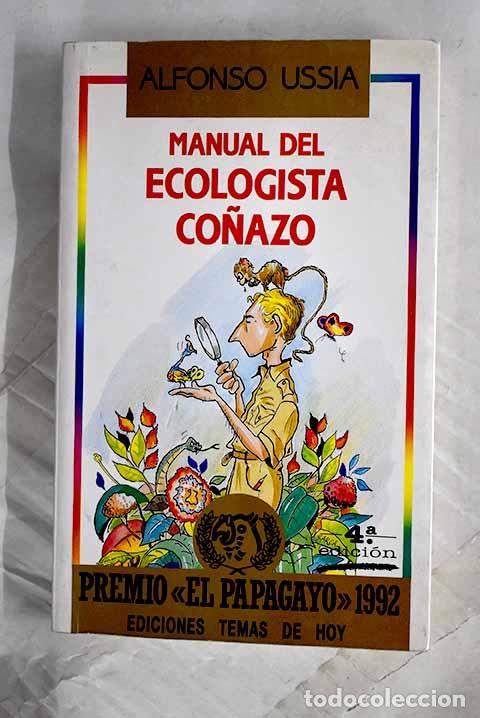 ALFONSO USSIA
MANUAL DEL
ECOLOGISTA
COÑAZO
4.ª
edición
PREMIO «EL PAPAGAYO» 1992
EDICIONES TEMAS DE HOY
todocoleccion